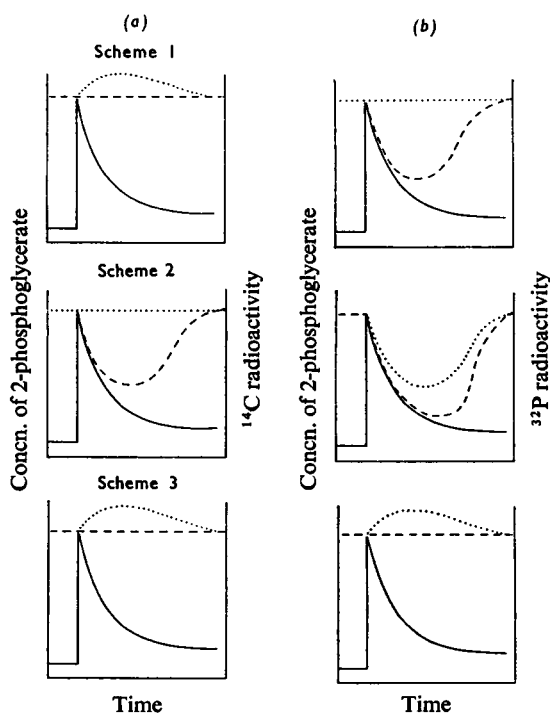 (a)
(b)
Scheme 1
Scheme 2
Scheme 3
Concn. of 2-phosphoglycerate
¹⁴C radioactivity
Concn. of 2-phosphoglycerate
³²P radioactivity
Time
Time